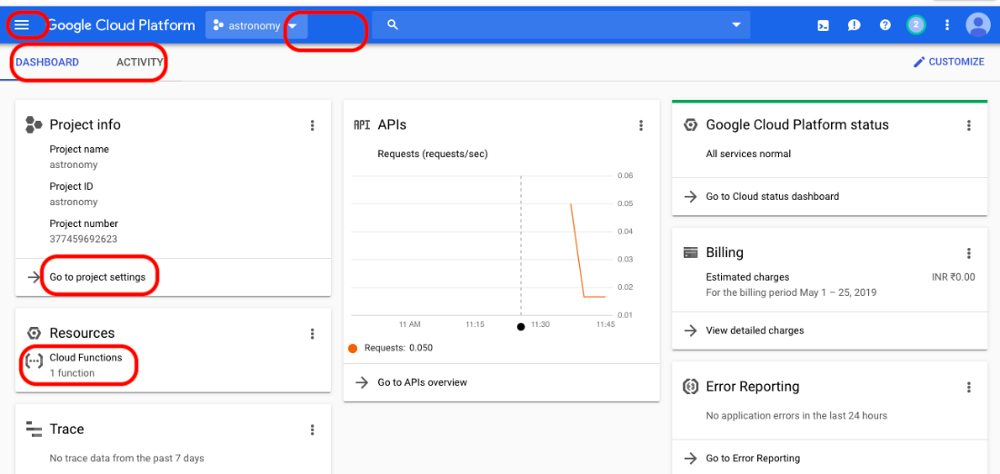 Google Cloud Platform
astronomy
2
DASHBOARD
ACTIVITY
CUSTOMIZE
Project info
Project name
astronomy
Project ID
astronomy
Project number
377459692623
Go to project settings
Resources
Cloud Functions
1 function
Trace
No trace data from the past 7 days
API APIs
Requests (requests/sec)
0.06
0.05
0.04
0.03
0.02
0.01
11 AM
11:15
11:30
11:45
Requests: 0.050
Go to APIs overview
Google Cloud Platform status
All services normal
Go to Cloud status dashboard
Billing
Estimated charges
INR ₹0.00
For the billing period May 1 – 25, 2019
View detailed charges
Error Reporting
No application errors in the last 24 hours
Go to Error Reporting